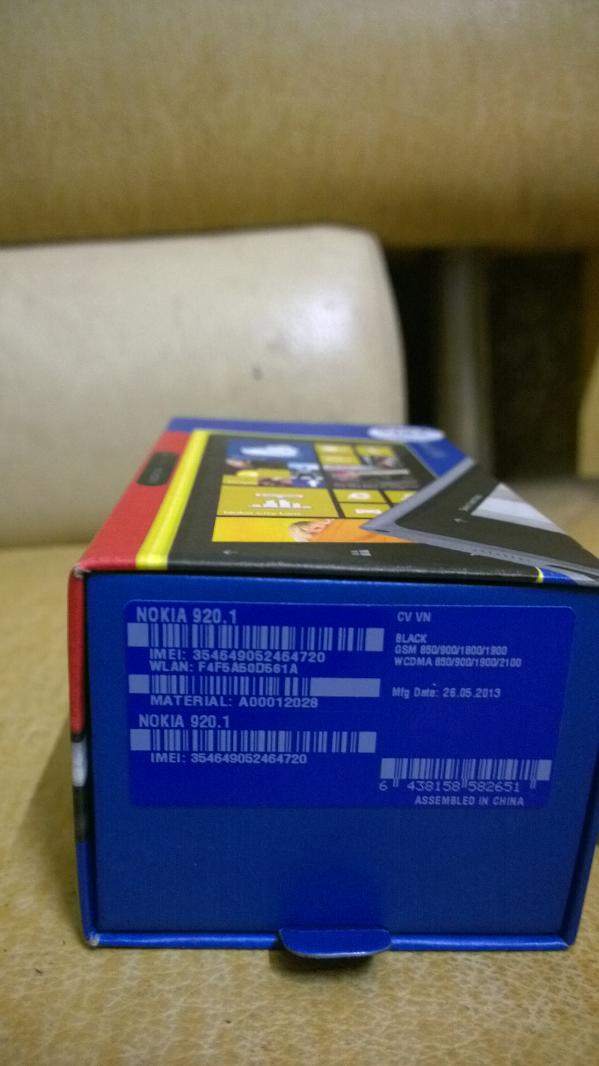 NOKIA 920.1
IMEI: 354649052464720
WLAN: F4F5A50D561A
MATERIAL: A00012028
NOKIA 920.1
IMEI: 354649052464720
CV VN
BLACK
GSM 850/900/1800/1900
WCDMA 850/900/1900/2100
Mfg Date: 26.05.2013
6 438158 582651
ASSEMBLED IN CHINA